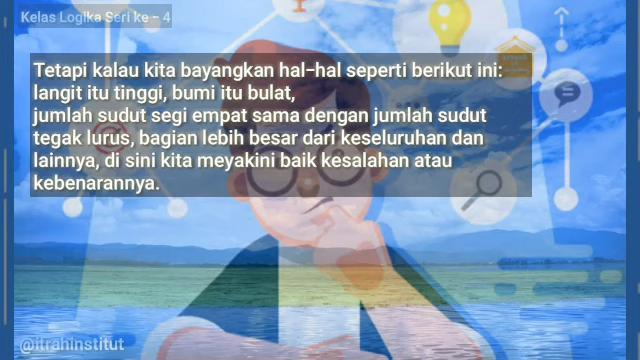 Kelas Logika Seri ke - 4
Tetapi kalau kita bayangkan hal-hal seperti berikut ini:
langit itu tinggi, bumi itu bulat,
jumlah sudut segi empat sama dengan jumlah sudut
tegak lurus, bagian lebih besar dari keseluruhan dan
lainnya, di sini kita meyakini baik kesalahan atau
kebenarannya.
@itrahinstitut